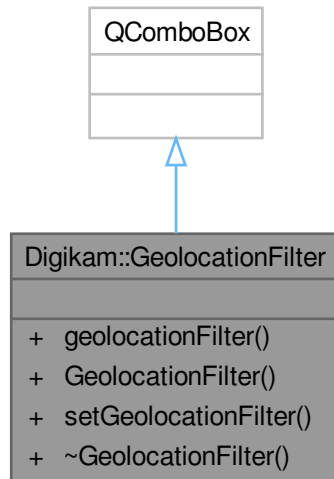 QComboBox
Digikam::GeolocationFilter
+ geolocationFilter()
+ GeolocationFilter()
+ setGeolocationFilter()
+ ~GeolocationFilter()